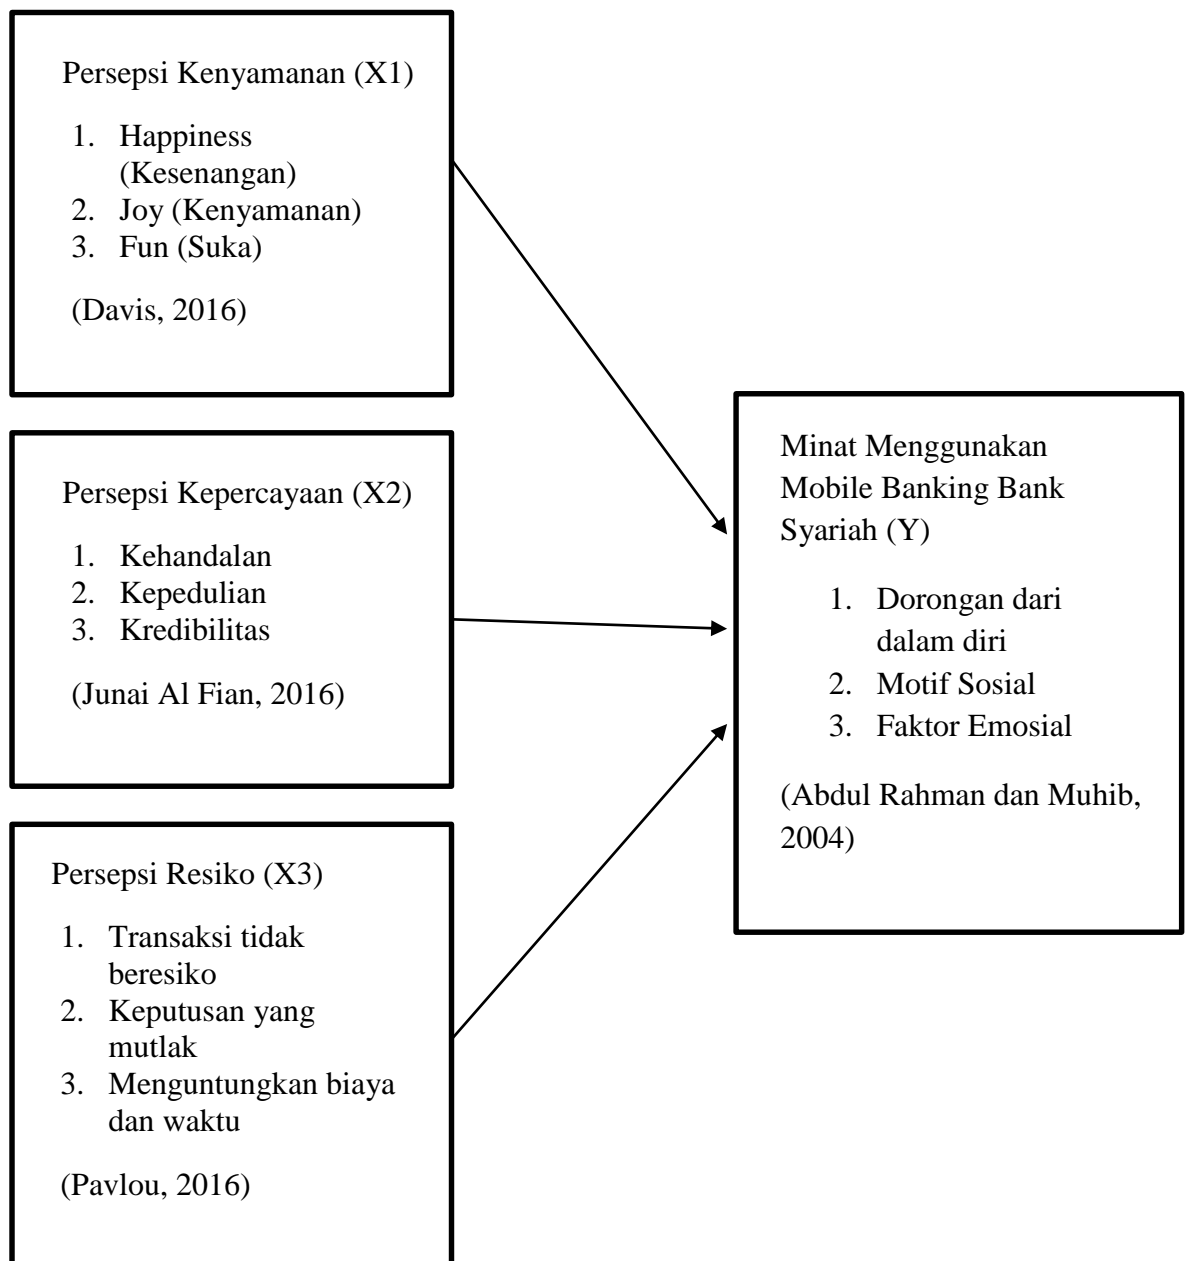 Persepsi Kenyamanan (X1)
1. Happiness
(Kesenangan)
2. Joy (Kenyamanan)
3. Fun (Suka)
(Davis, 2016)
Persepsi Kepercayaan (X2)
1. Kehandalan
2. Kepedulian
3. Kredibilitas
(Junai Al Fian, 2016)
Persepsi Resiko (X3)
1. Transaksi tidak
beresiko
2. Keputusan yang
mutlak
3. Menguntungkan biaya
dan waktu
(Pavlou, 2016)
Minat Menggunakan
Mobile Banking Bank
Syariah (Y)
1. Dorongan dari
dalam diri
2. Motif Sosial
3. Faktor Emosial
(Abdul Rahman dan Muhib,
2004)